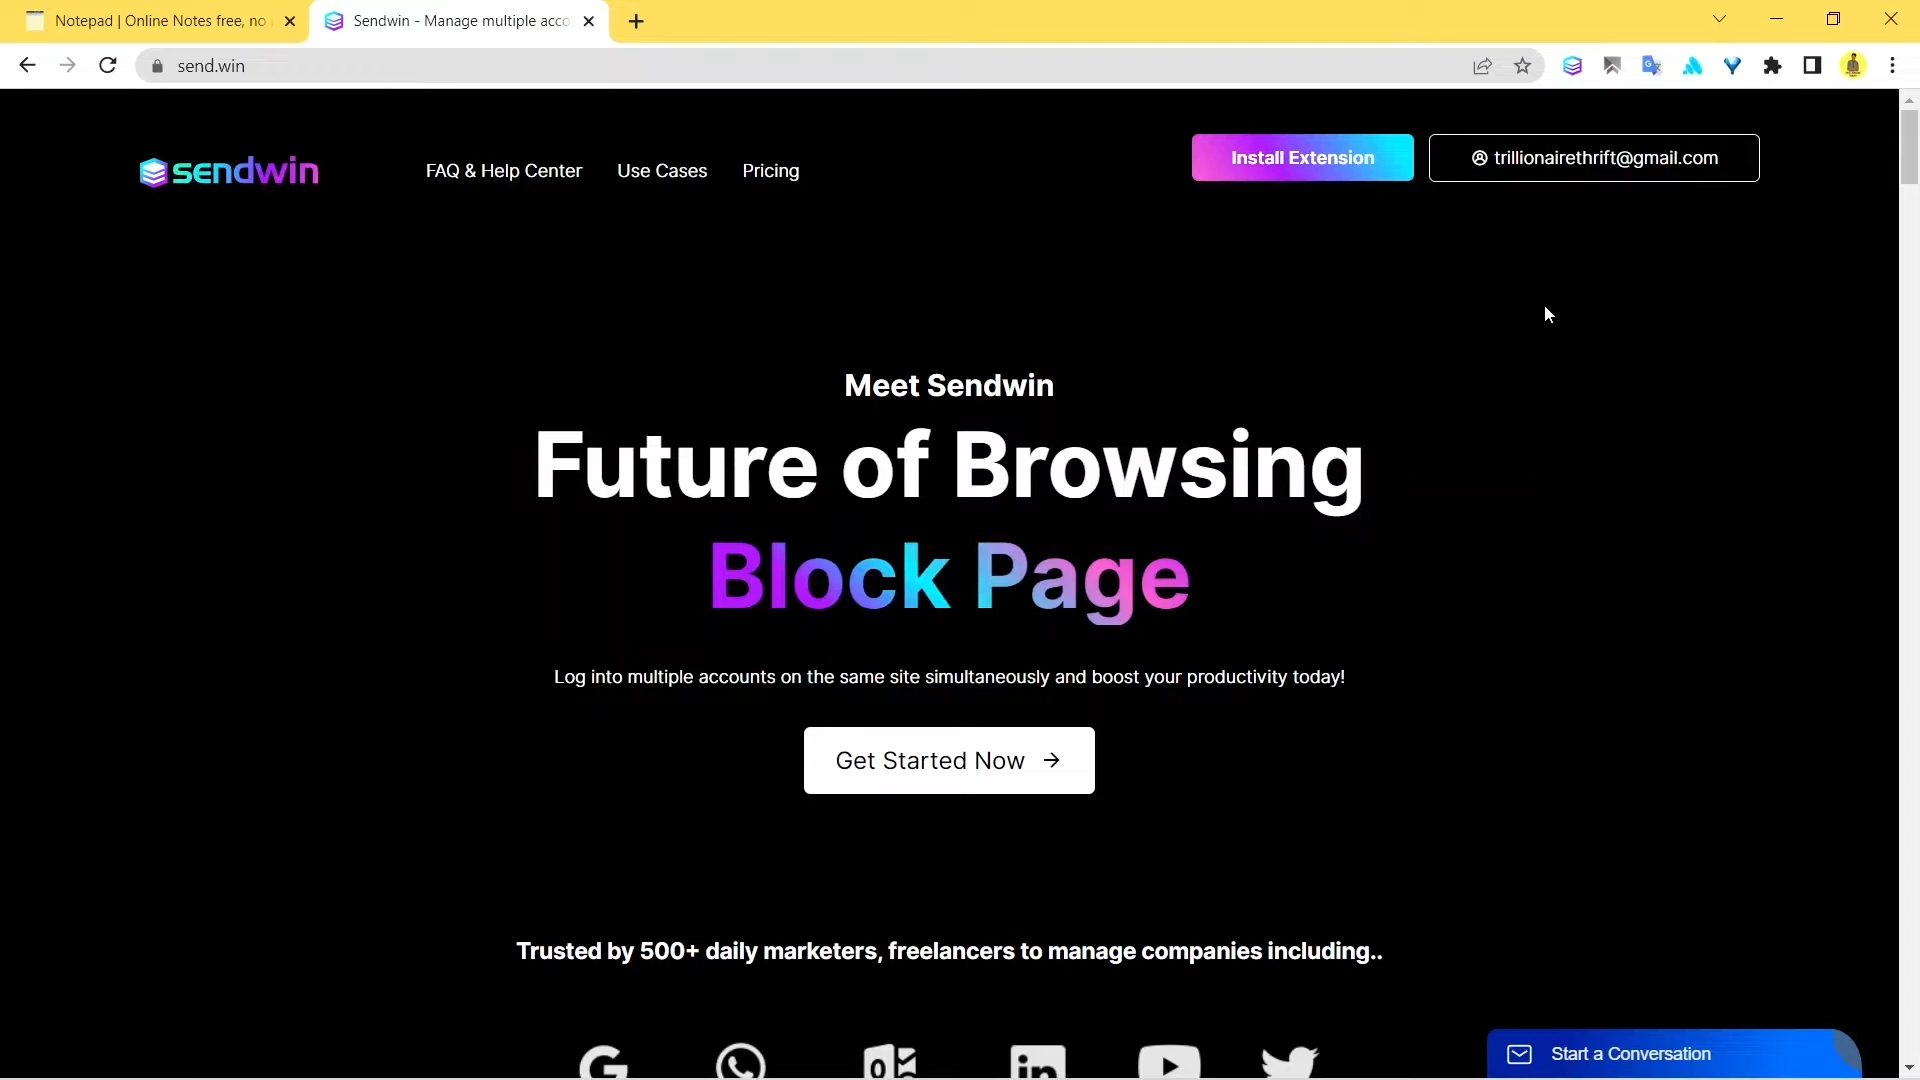 Notepad | Online Notes free, no
Sendwin - Manage multiple acco
send.win
sendwin
FAQ & Help Center
Use Cases
Pricing
Install Extension
trillionairethrift@gmail.com
Meet Sendwin
Future of Browsing
Block Page
Log into multiple accounts on the same site simultaneously and boost your productivity today!
Get Started Now →
Trusted by 500+ daily marketers, freelancers to manage companies including..
Start a Conversation